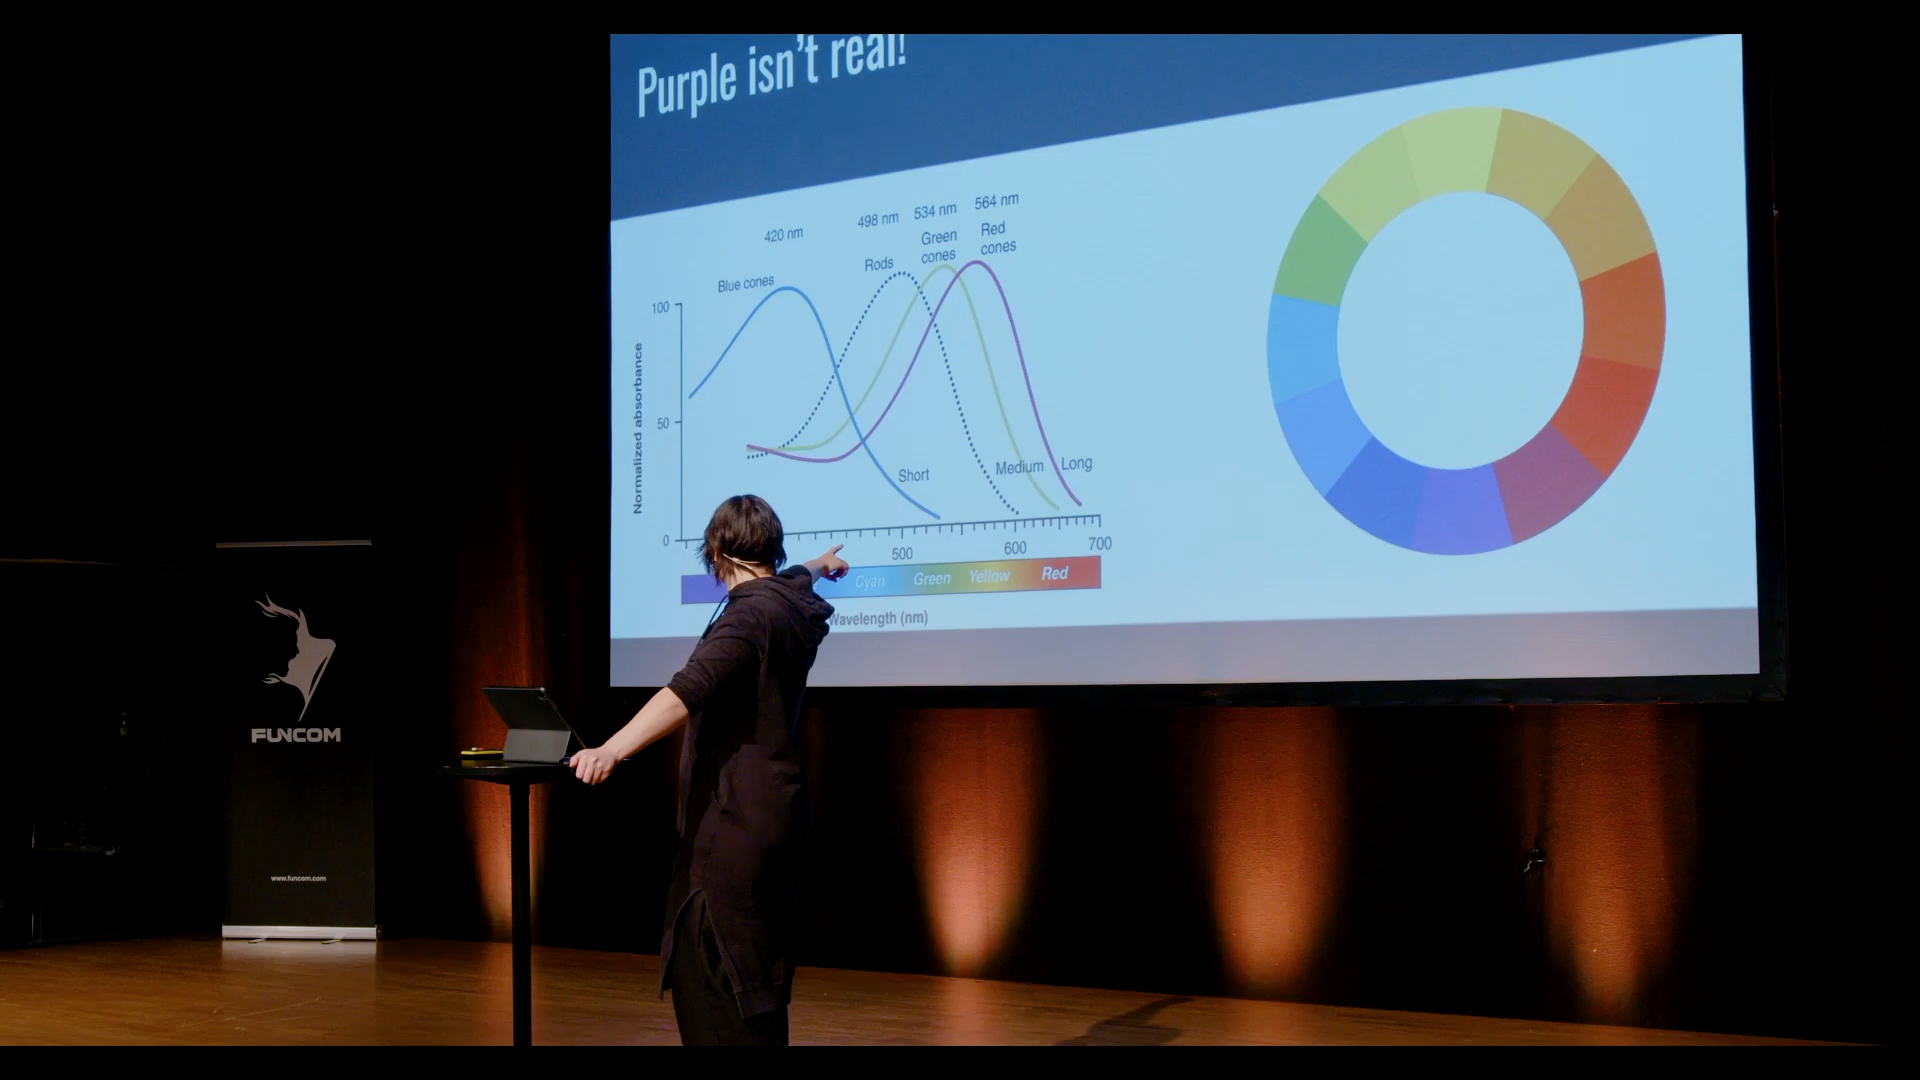 Purple isn't real!
420 nm
498 nm
534 nm
564 nm
Blue cones
Rods
Green
cones
Red
cones
100
50
0
Normalized absorbance
Short
Medium
Long
500
600
700
Cyan
Green
Yellow
Red
Wavelength (nm)
FUNCOM
www.funcom.com